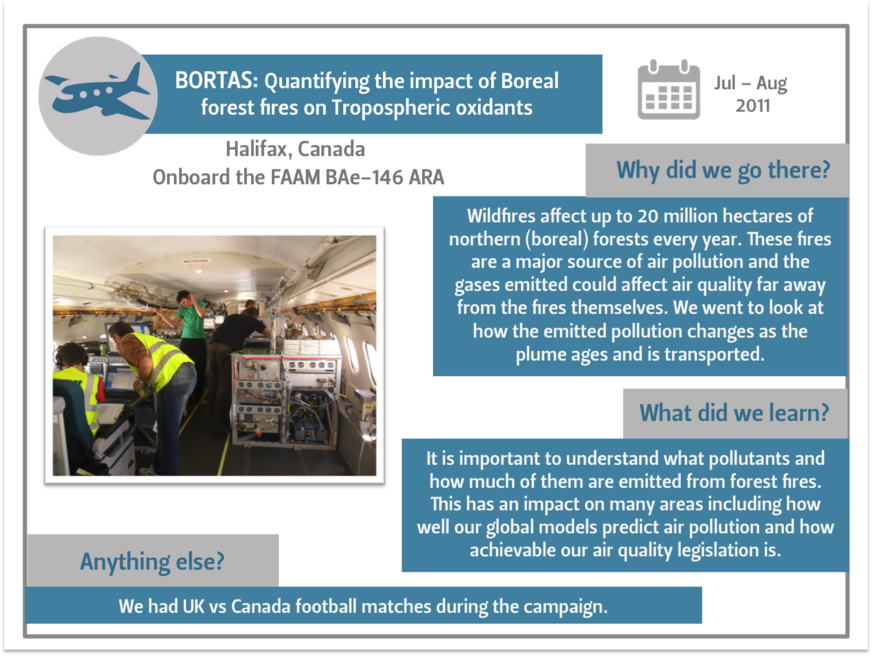 BORTAS: Quantifying the impact of Boreal
forest fires on Tropospheric oxidants
Jul – Aug
2011
Halifax, Canada
Onboard the FAAM BAe–146 ARA
Why did we go there?
Wildfires affect up to 20 million hectares of
northern (boreal) forests every year. These fires
are a major source of air pollution and the
gases emitted could affect air quality far away
from the fires themselves. We went to look at
how the emitted pollution changes as the
plume ages and is transported.
What did we learn?
It is important to understand what pollutants and
how much of them are emitted from forest fires.
This has an impact on many areas including how
well our global models predict air pollution and how
achievable our air quality legislation is.
Anything else?
We had UK vs Canada football matches during the campaign.